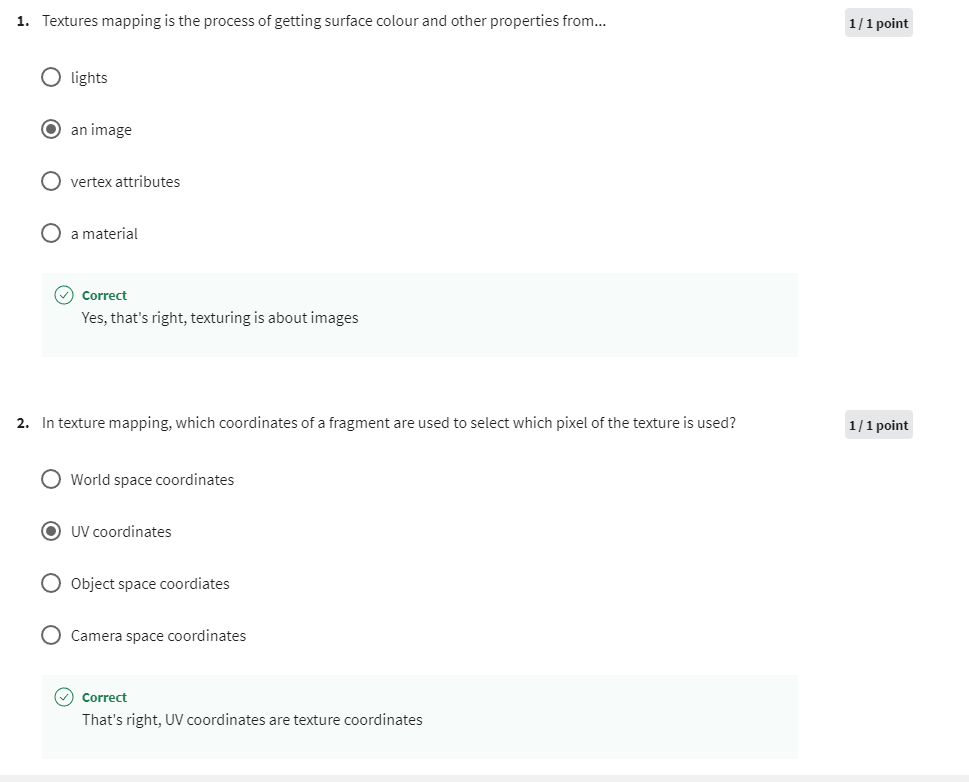 1. Textures mapping is the process of getting surface colour and other properties from...
1 / 1 point
lights
an image
vertex attributes
a material
Correct
Yes, that's right, texturing is about images
2. In texture mapping, which coordinates of a fragment are used to select which pixel of the texture is used?
1 / 1 point
World space coordinates
UV coordinates
Object space coordiates
Camera space coordinates
Correct
That's right, UV coordinates are texture coordinates